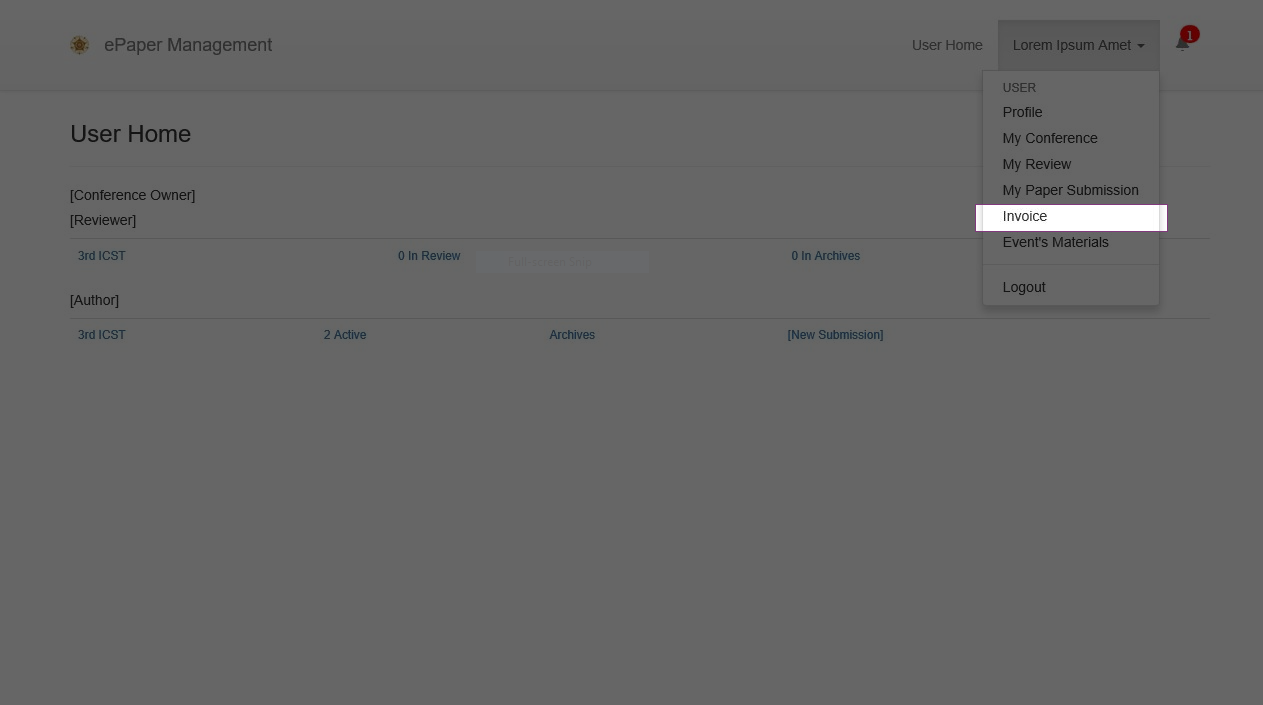 ePaper Management
User Home
Lorem Ipsum Amet
1
USER
Profile
My Conference
My Review
My Paper Submission
Invoice
Event's Materials
Logout
User Home
[Conference Owner]
[Reviewer]
3rd ICST 0 In Review 0 In Archives
[Author]
3rd ICST 2 Active Archives [New Submission]